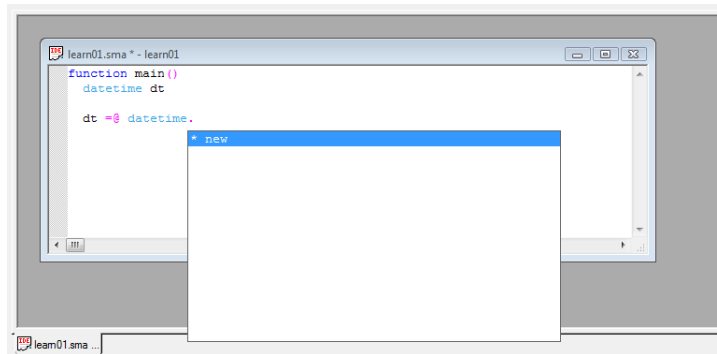 learn01.sma * - learn01
function main()
datetime dt
dt =@ datetime.
* new
learn01.sma ...